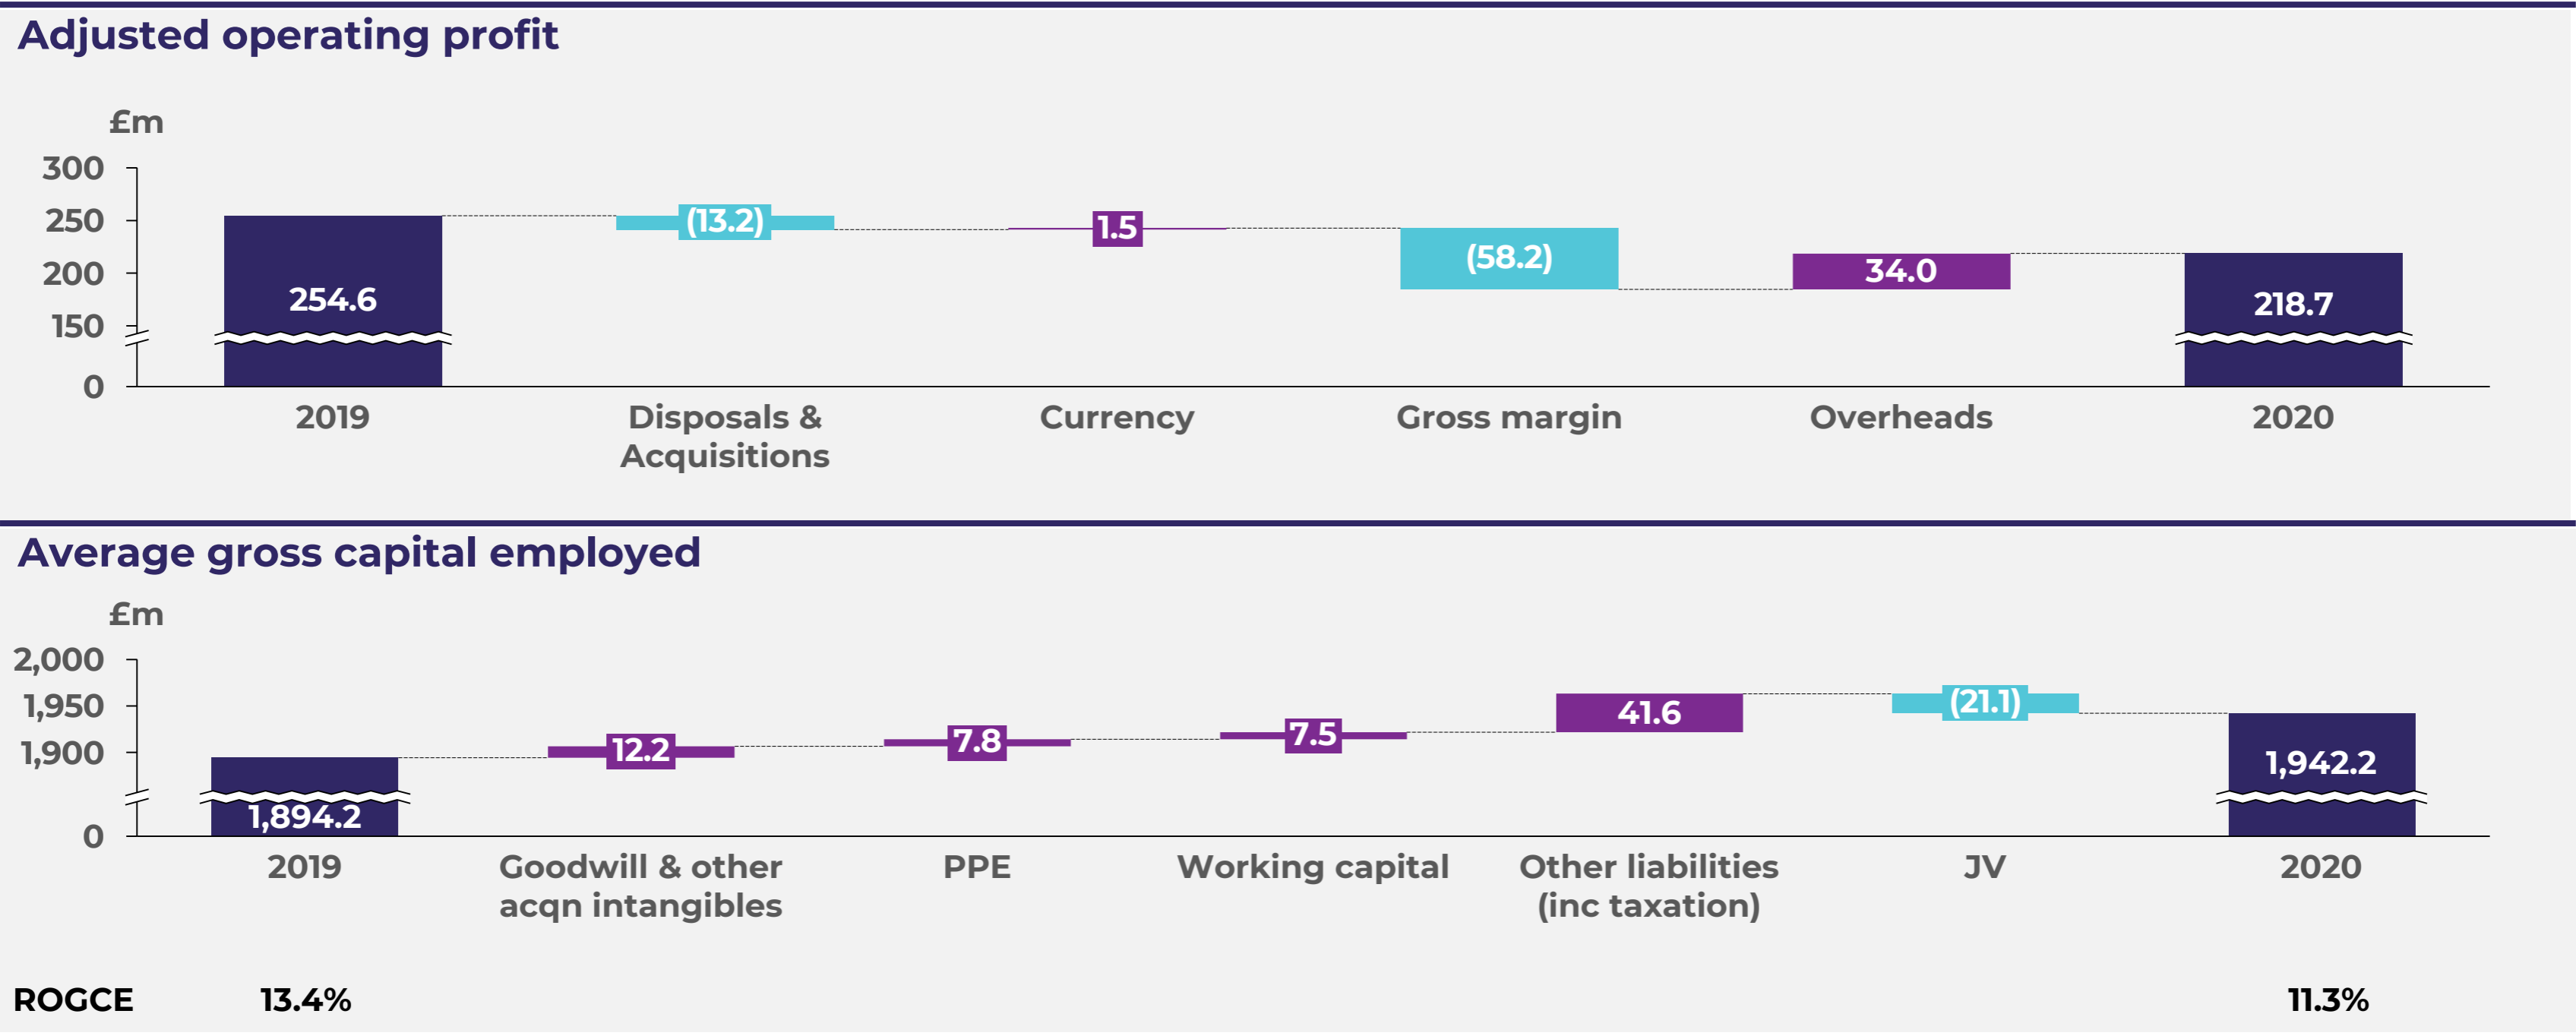 Adjusted operating profit
£m
300
250
200
150
0
254.6
(13.2)
1.5
(58.2)
34.0
218.7
2019
Disposals &
Acquisitions
Currency
Gross margin
Overheads
2020
Average gross capital employed
£m
2,000
1,950
1,900
0
1,894.2
12.2
7.8
7.5
41.6
(21.1)
1,942.2
2019
Goodwill & other
acqn intangibles
PPE
Working capital
Other liabilities
(inc taxation)
JV
2020
ROGCE 13.4% 11.3%